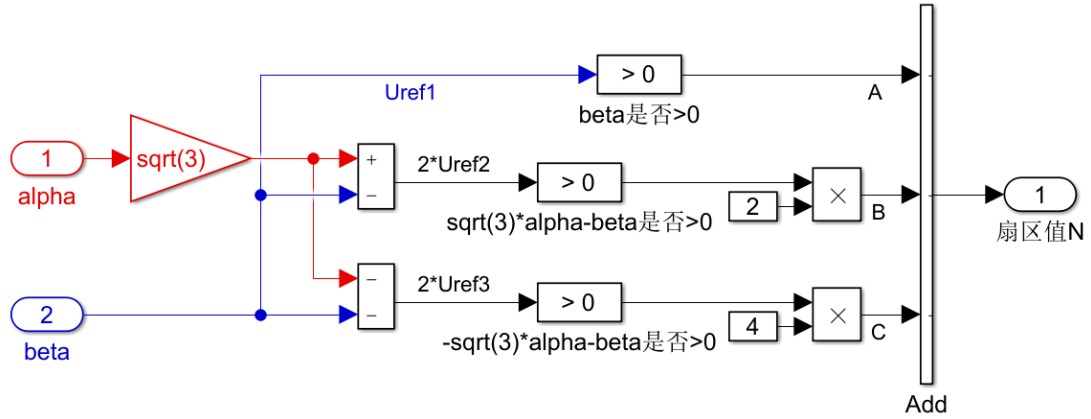 > 0
Uref1
A
beta是否>0
1
sqrt(3)
alpha
+
−
2*Uref2
> 0
2
×
B
1
sqrt(3)*alpha-beta是否>0
扇区值N
−
−
2*Uref3
> 0
2
4
×
C
beta
-sqrt(3)*alpha-beta是否>0
Add